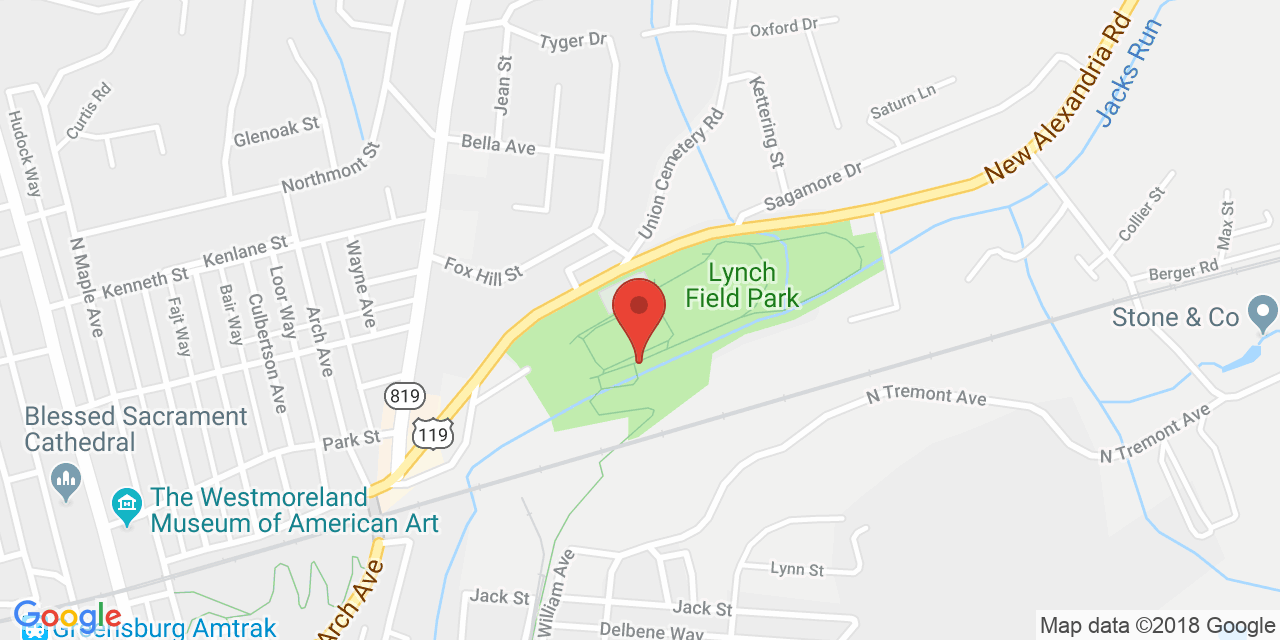 Tyger Dr
Oxford Dr
New Alexandria Rd
Jacks Run
Jean St
Curtis Rd
Hudock Way
Glenoak St
Bella Ave
Kettering St
Saturn Ln
Union Cemetery Rd
Northmont St
Sagamore Dr
Collier St
Max St
N Maple Ave
Kenlane St
Kenneth St
Wayne Ave
Fox Hill St
Lynch
Field Park
Berger Rd
Fajt Way
Bair Way
Culbertson Ave
Loor Way
Arch Ave
Stone & Co
819
119
N Tremont Ave
N Tremont Ave
Blessed Sacrament
Cathedral
Park St
The Westmoreland
Museum of American Art
Arch Ave
William Ave
Lynn St
Jack St
Jack St
Delbene Way
Google
Greensburg Amtrak
Map data ©2018 Google